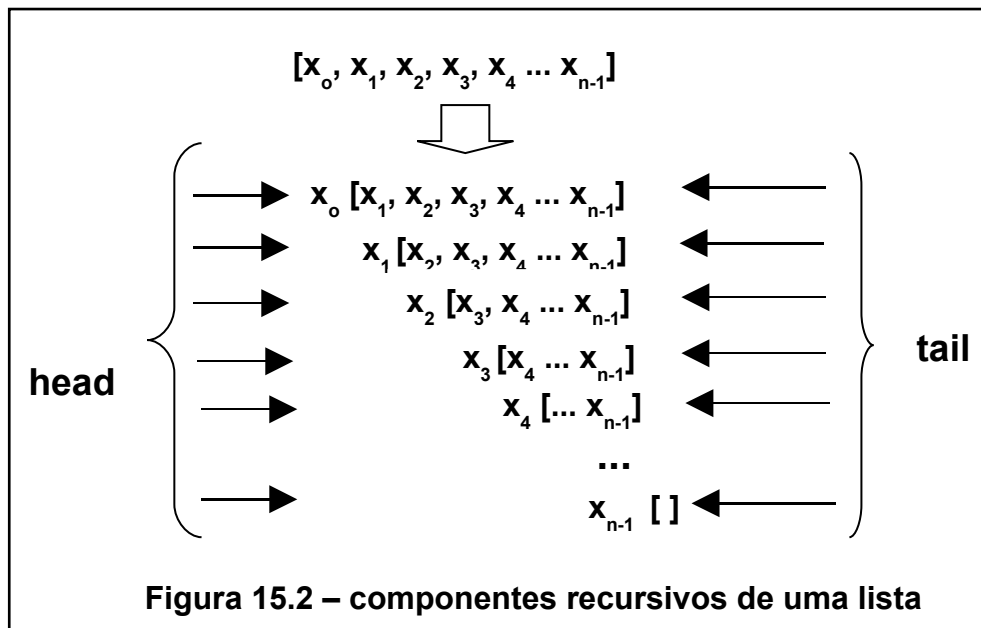 [x₀, x₁, x₂, x₃, x₄ ... xₙ₋₁]
x₀ [x₁, x₂, x₃, x₄ ... xₙ₋₁]
x₁ [x₂, x₃, x₄ ... xₙ₋₁]
x₂ [x₃, x₄ ... xₙ₋₁]
x₃ [x₄ ... xₙ₋₁]
head
tail
x₄ [... xₙ₋₁]
...
xₙ₋₁ [ ]
Figura 15.2 – componentes recursivos de uma lista